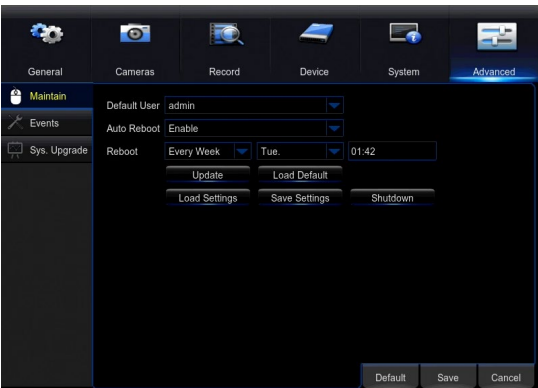 General Cameras Record Device System Advanced
Maintain
Events
Sys. Upgrade
Default User admin
Auto Reboot Enable
Reboot Every Week Tue. 01:42
Update Load Default
Load Settings Save Settings Shutdown
Default Save Cancel